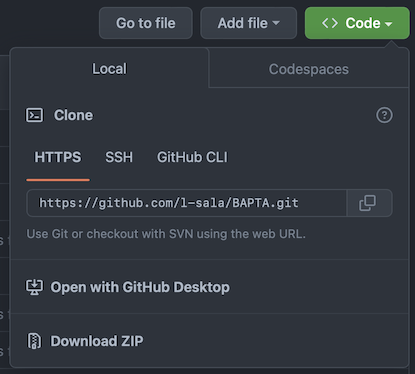 Go to file
Add file
<> Code
Local
Codespaces
Clone
HTTPS
SSH
GitHub CLI
https://github.com/l-sala/BAPTA.git
Use Git or checkout with SVN using the web URL.
Open with GitHub Desktop
Download ZIP